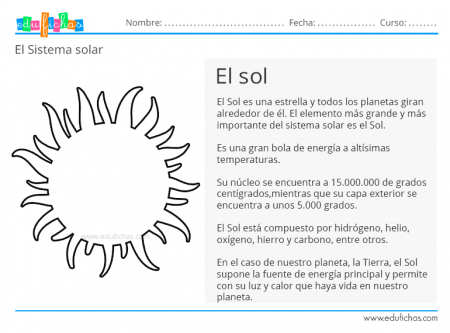 edufichas
Nombre: ........................................ Fecha: ................... Curso: ........
El Sistema solar
El sol
El Sol es una estrella y todos los planetas giran
alrededor de él. El elemento más grande y más
importante del sistema solar es el Sol.
Es una gran bola de energía a altísimas
temperaturas.
Su núcleo se encuentra a 15.000.000 de grados
centígrados,mientras que su capa exterior se
encuentra a unos 5.000 grados.
El Sol está compuesto por hidrógeno, helio,
oxígeno, hierro y carbono, entre otros.
En el caso de nuestro planeta, la Tierra, el Sol
supone la fuente de energía principal y permite
con su luz y calor que haya vida en nuestro
planeta.
www.edufichas.com
www.edufichas.com